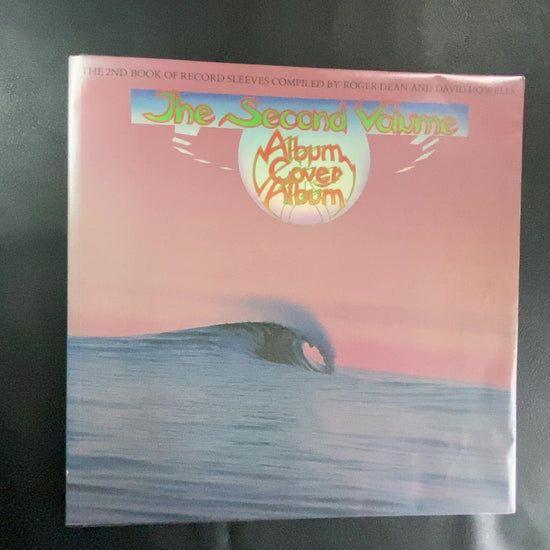 THE 2ND BOOK OF RECORD SLEEVES COMPILED BY ROGER DEAN AND DAVID HOWELLS
The Second Volume
Album
Cover
Album